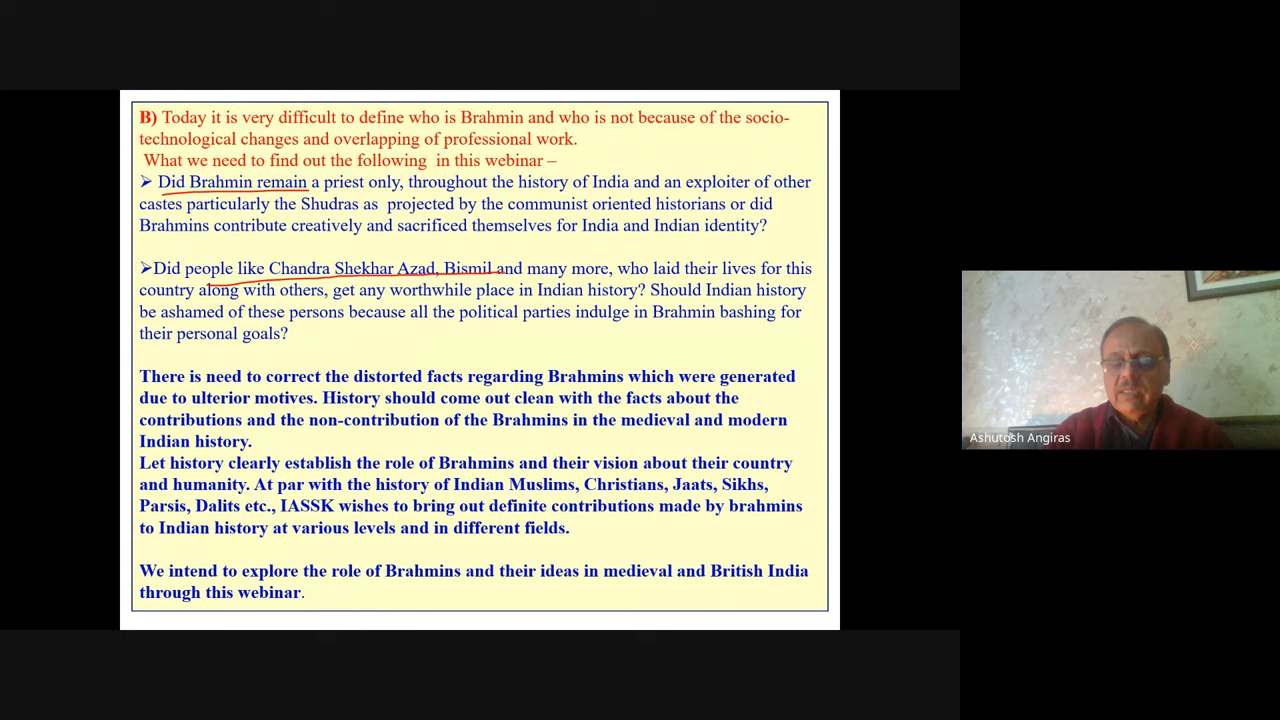 B) Today it is very difficult to define who is Brahmin and who is not because of the socio-
technological changes and overlapping of professional work.
What we need to find out the following in this webinar –
➢ Did Brahmin remain a priest only, throughout the history of India and an exploiter of other
castes particularly the Shudras as projected by the communist oriented historians or did
Brahmins contribute creatively and sacrificed themselves for India and Indian identity?
➢Did people like Chandra Shekhar Azad, Bismil and many more, who laid their lives for this
country along with others, get any worthwhile place in Indian history? Should Indian history
be ashamed of these persons because all the political parties indulge in Brahmin bashing for
their personal goals?
There is need to correct the distorted facts regarding Brahmins which were generated
due to ulterior motives. History should come out clean with the facts about the
contributions and the non-contribution of the Brahmins in the medieval and modern
Indian history.
Let history clearly establish the role of Brahmins and their vision about their country
and humanity. At par with the history of Indian Muslims, Christians, Jaats, Sikhs,
Parsis, Dalits etc., IASSK wishes to bring out definite contributions made by brahmins
to Indian history at various levels and in different fields.
We intend to explore the role of Brahmins and their ideas in medieval and British India
through this webinar.
Ashutosh Angiras